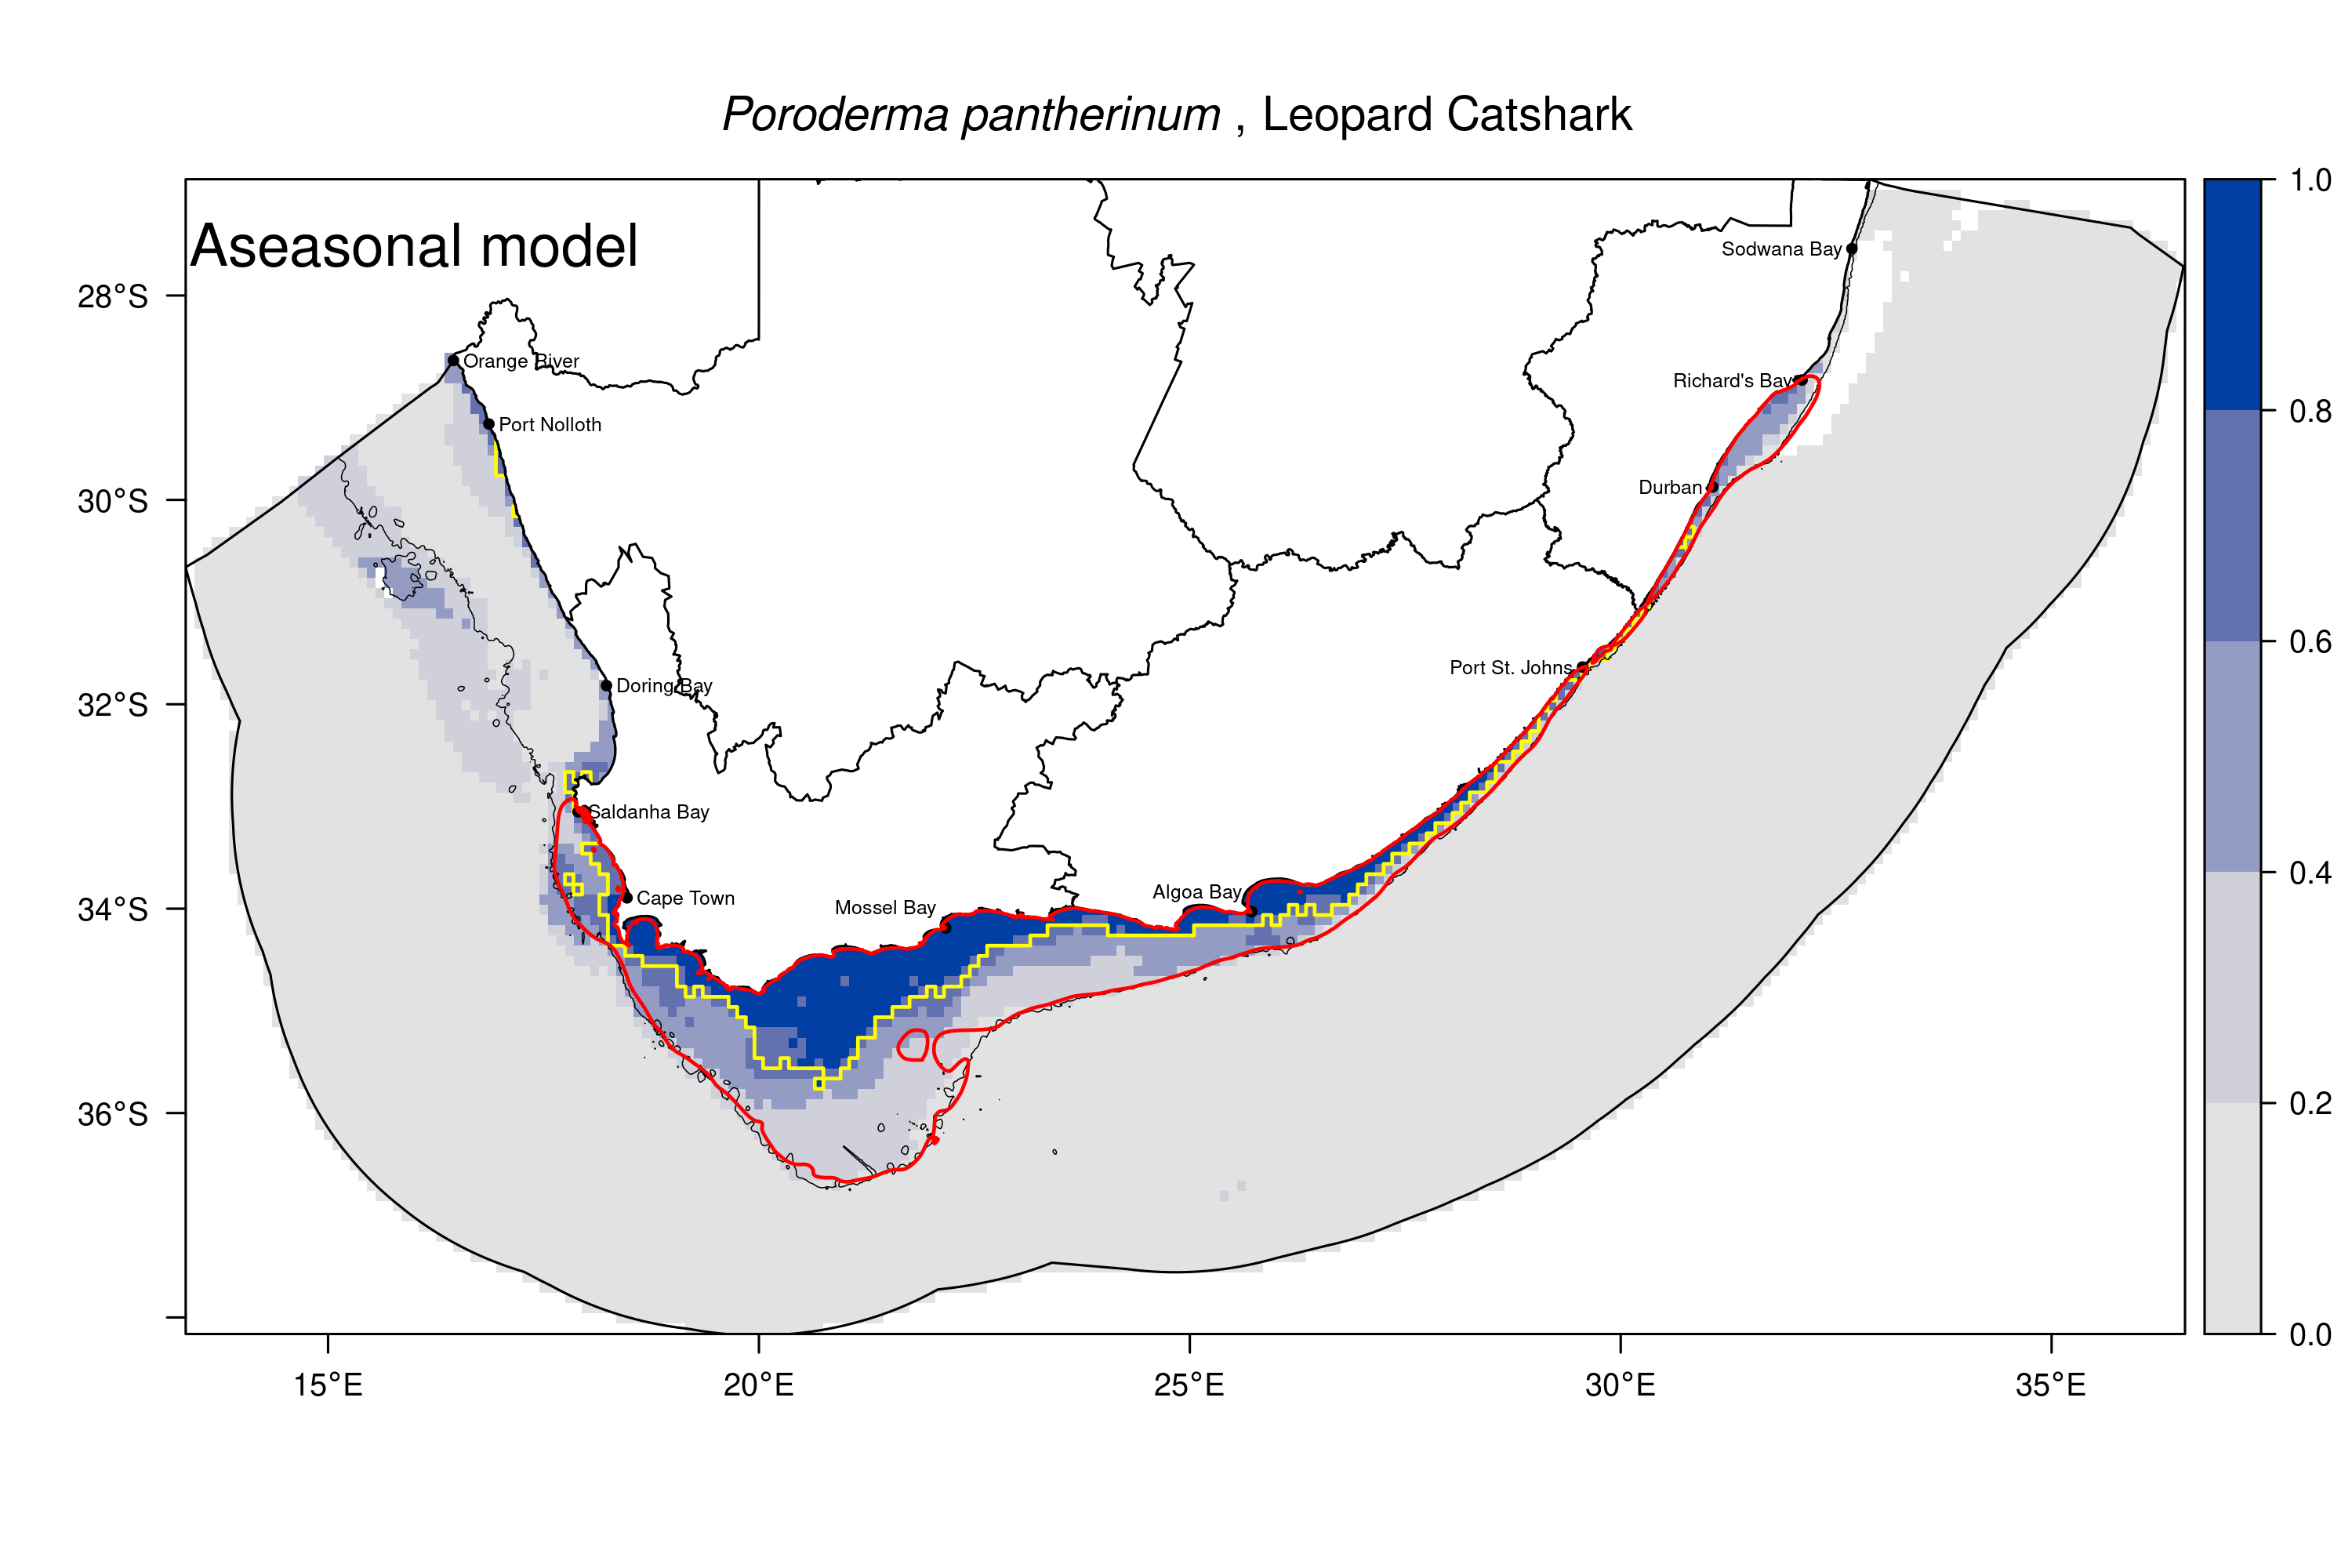 Poroderma pantherinum , Leopard Catshark
Aseasonal model
Sodwana Bay
Orange River
Richard's Bay
Port Nolloth
Durban
Port St. Johns
Doring Bay
Saldanha Bay
Cape Town
Mossel Bay
Algoa Bay
28°S
30°S
32°S
34°S
36°S
15°E
20°E
25°E
30°E
35°E
1.0
0.8
0.6
0.4
0.2
0.0